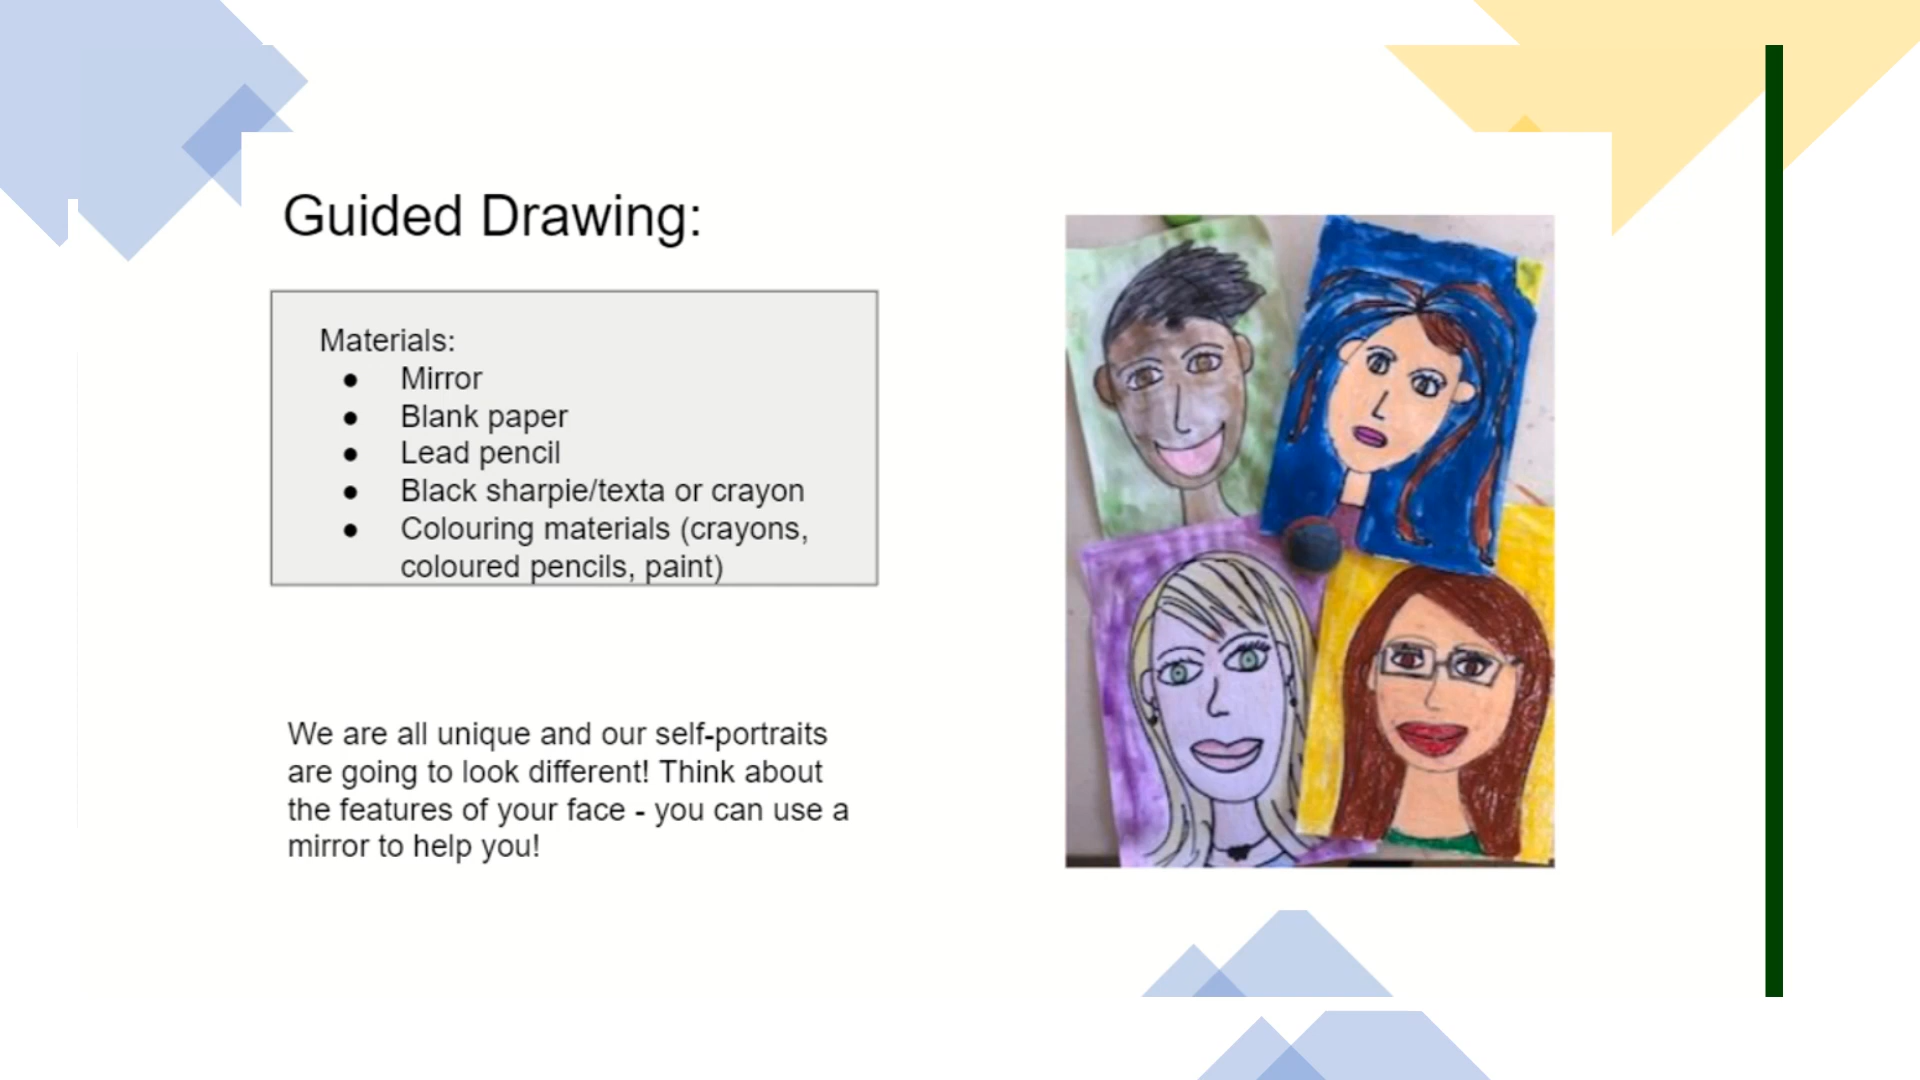 Guided Drawing:
Materials:
● Mirror
● Blank paper
● Lead pencil
● Black sharpie/texta or crayon
● Colouring materials (crayons,
coloured pencils, paint)
We are all unique and our self-portraits
are going to look different! Think about
the features of your face - you can use a
mirror to help you!